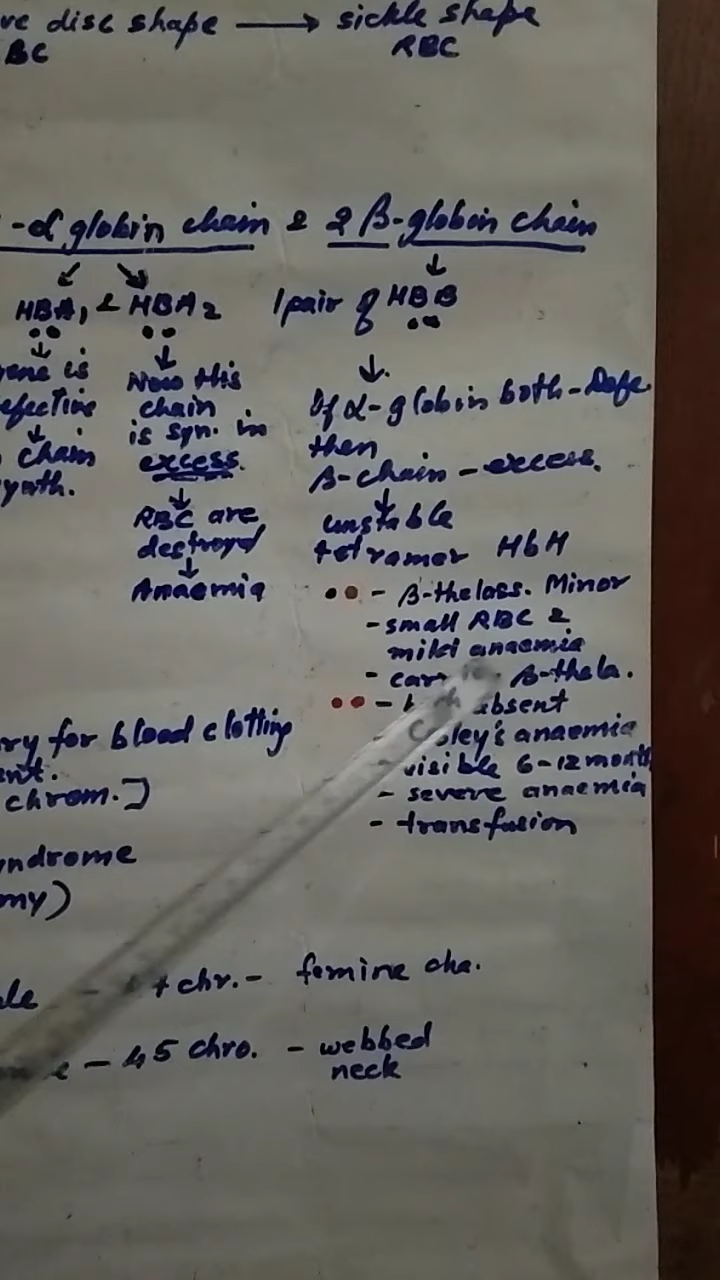 ve disc shape → sickle shape
BC RBC
-α globin chain & 2 β-globin chain
HBA1 & HBA2 1 pair of HBB
gene is
efective
chain
synth.
Now this
chain
is syn. in
excess.
RBC are
destroyed
Anaemia
If α-globin both - Defe
then
β-chain - excess.
unstable
tetramer HbH
- β-thelass. Minor
- small RBC &
mild anaemia
- β-thela.
- absent
anaemia
- visible 6-12 month
- severe anaemia
- transfusion
ry for blood clotting
ent.
chrom.]
yndrome
my)
le chr. - femine cha.
- 45 chro. - webbed
neck